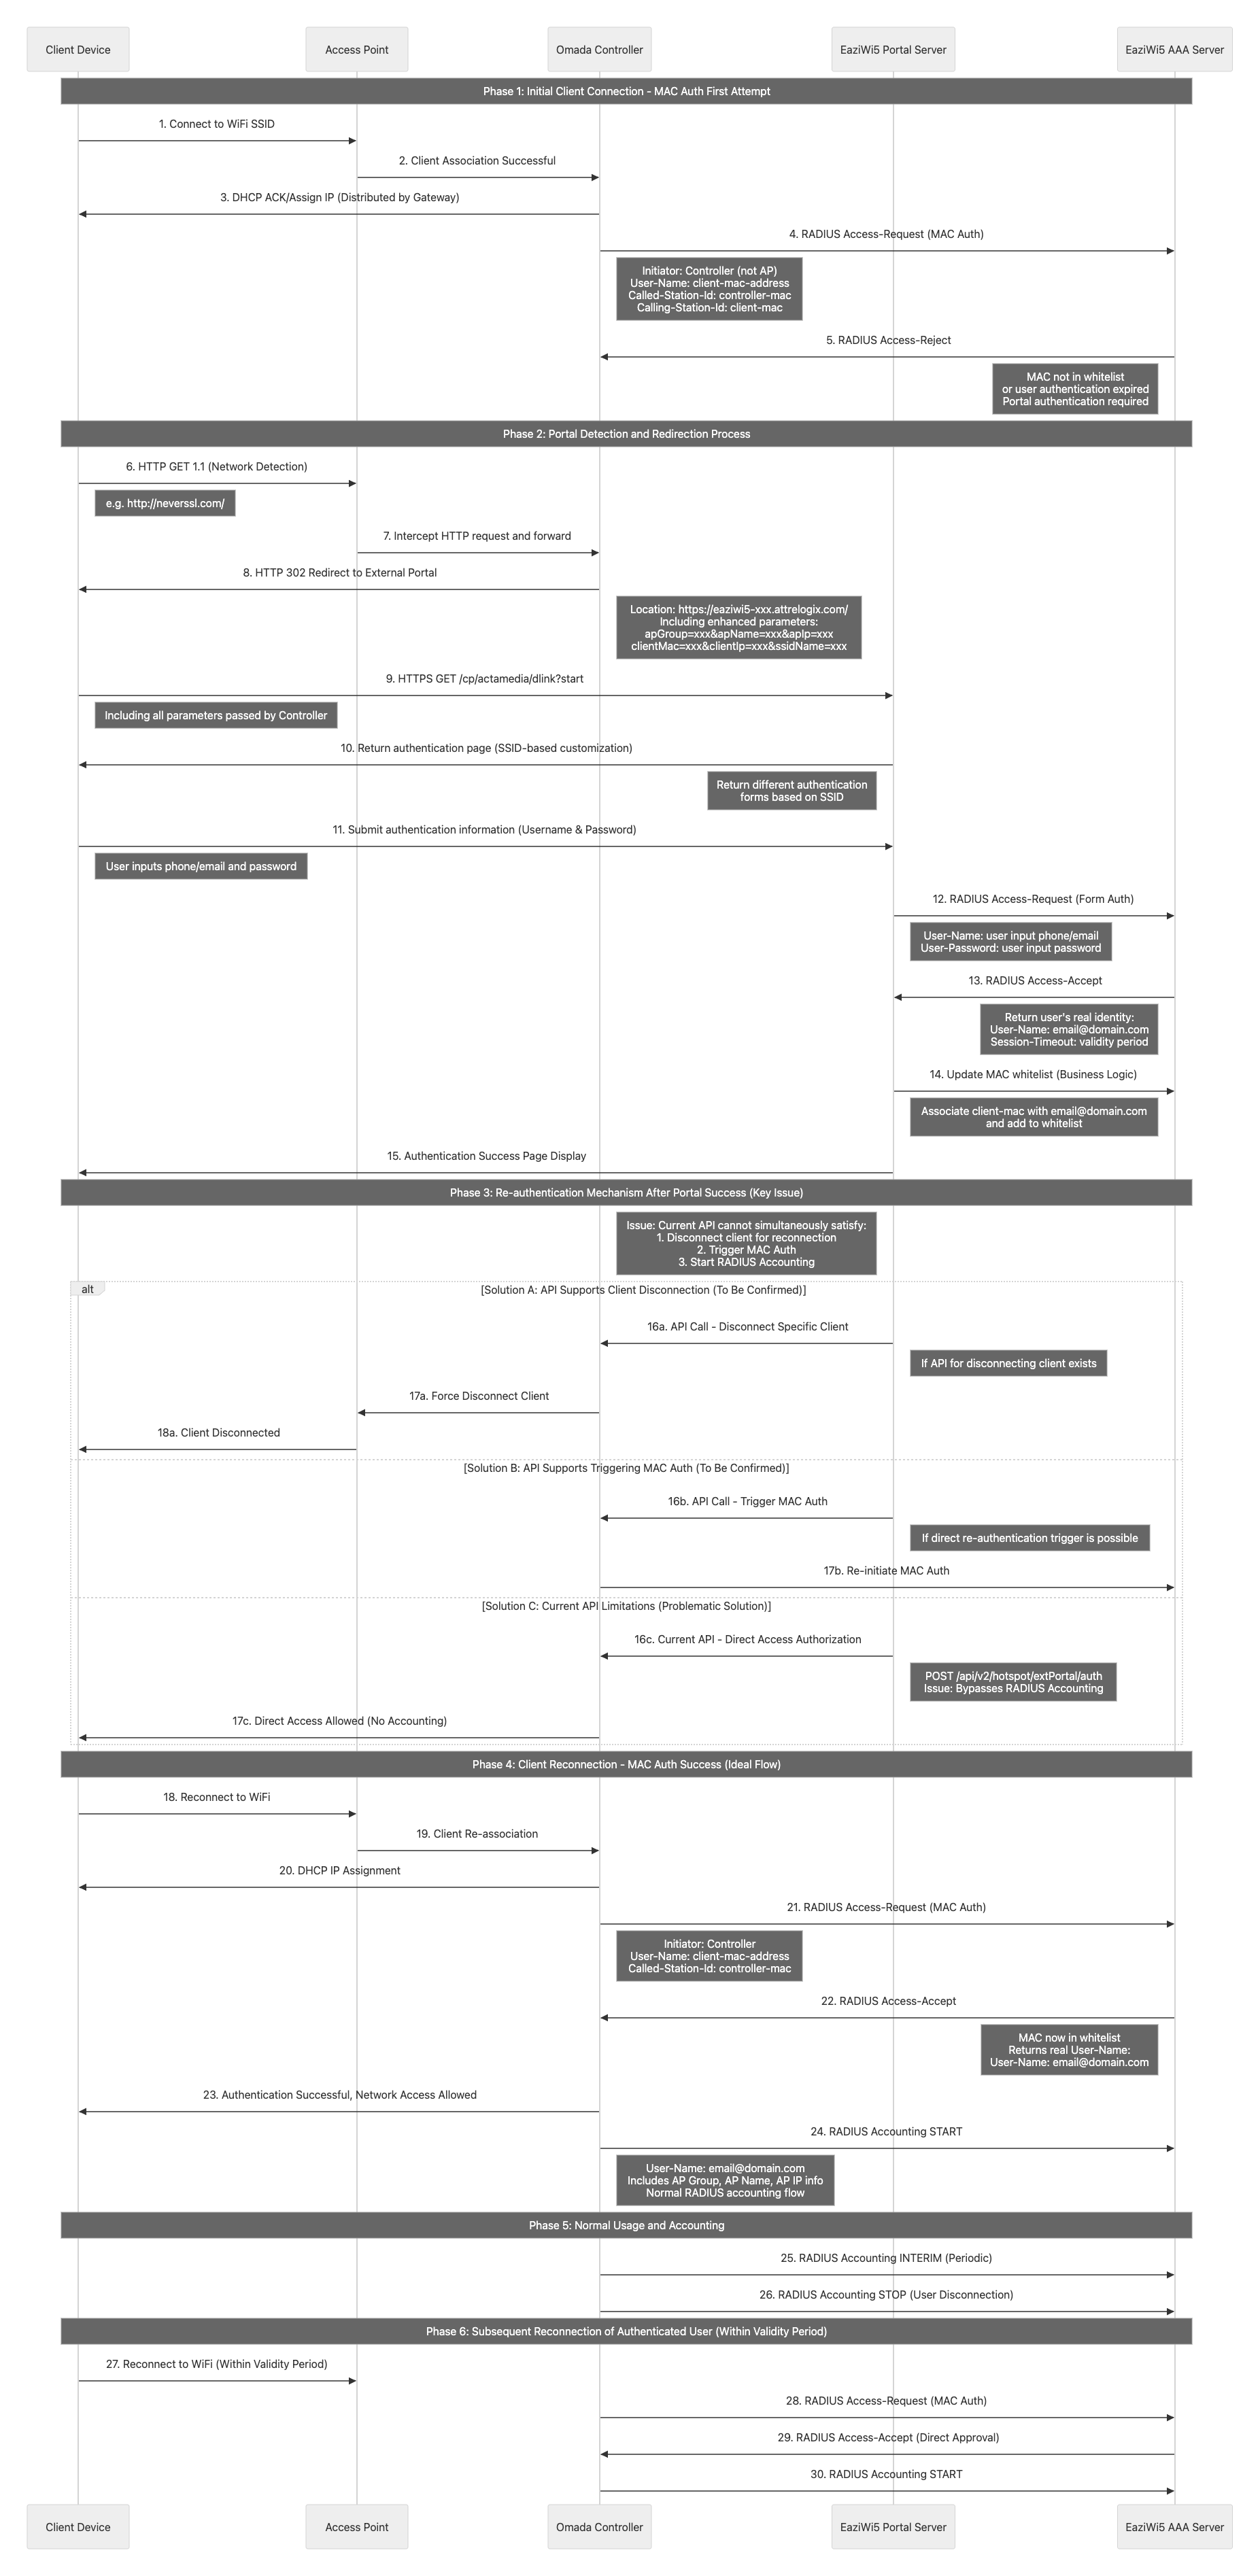 Client Device
Access Point
Omada Controller
EaziWi5 Portal Server
EaziWi5 AAA Server
Phase 1: Initial Client Connection - MAC Auth First Attempt
1. Connect to WiFi SSID
2. Client Association Successful
3. DHCP ACK/Assign IP (Distributed by Gateway)
4. RADIUS Access-Request (MAC Auth)
Initiator: Controller (not AP)
User-Name: client-mac-address
Called-Station-Id: controller-mac
Calling-Station-Id: client-mac
5. RADIUS Access-Reject
MAC not in whitelist
or user authentication expired
Portal authentication required
Phase 2: Portal Detection and Redirection Process
6. HTTP GET 1.1 (Network Detection)
e.g. http://neverssl.com/
7. Intercept HTTP request and forward
8. HTTP 302 Redirect to External Portal
Location: https://eaziwi5-xxx.attrelogix.com/
Including enhanced parameters:
apGroup=xxx&apName=xxx&apIp=xxx
clientMac=xxx&clientIp=xxx&ssidName=xxx
9. HTTPS GET /cp/actamedia/dlink?start
Including all parameters passed by Controller
10. Return authentication page (SSID-based customization)
Return different authentication
forms based on SSID
11. Submit authentication information (Username & Password)
User inputs phone/email and password
12. RADIUS Access-Request (Form Auth)
User-Name: user input phone/email
User-Password: user input password
13. RADIUS Access-Accept
Return user's real identity:
User-Name: email@domain.com
Session-Timeout: validity period
14. Update MAC whitelist (Business Logic)
Associate client-mac with email@domain.com
and add to whitelist
15. Authentication Success Page Display
Phase 3: Re-authentication Mechanism After Portal Success (Key Issue)
Issue: Current API cannot simultaneously satisfy:
1. Disconnect client for reconnection
2. Trigger MAC Auth
3. Start RADIUS Accounting
alt
[Solution A: API Supports Client Disconnection (To Be Confirmed)]
16a. API Call - Disconnect Specific Client
If API for disconnecting client exists
17a. Force Disconnect Client
18a. Client Disconnected
[Solution B: API Supports Triggering MAC Auth (To Be Confirmed)]
16b. API Call - Trigger MAC Auth
If direct re-authentication trigger is possible
17b. Re-initiate MAC Auth
[Solution C: Current API Limitations (Problematic Solution)]
16c. Current API - Direct Access Authorization
POST /api/v2/hotspot/extPortal/auth
Issue: Bypasses RADIUS Accounting
17c. Direct Access Allowed (No Accounting)
Phase 4: Client Reconnection - MAC Auth Success (Ideal Flow)
18. Reconnect to WiFi
19. Client Re-association
20. DHCP IP Assignment
21. RADIUS Access-Request (MAC Auth)
Initiator: Controller
User-Name: client-mac-address
Called-Station-Id: controller-mac
22. RADIUS Access-Accept
MAC now in whitelist
Returns real User-Name:
User-Name: email@domain.com
23. Authentication Successful, Network Access Allowed
24. RADIUS Accounting START
User-Name: email@domain.com
Includes AP Group, AP Name, AP IP info
Normal RADIUS accounting flow
Phase 5: Normal Usage and Accounting
25. RADIUS Accounting INTERIM (Periodic)
26. RADIUS Accounting STOP (User Disconnection)
Phase 6: Subsequent Reconnection of Authenticated User (Within Validity Period)
27. Reconnect to WiFi (Within Validity Period)
28. RADIUS Access-Request (MAC Auth)
29. RADIUS Access-Accept (Direct Approval)
30. RADIUS Accounting START
Client Device
Access Point
Omada Controller
EaziWi5 Portal Server
EaziWi5 AAA Server